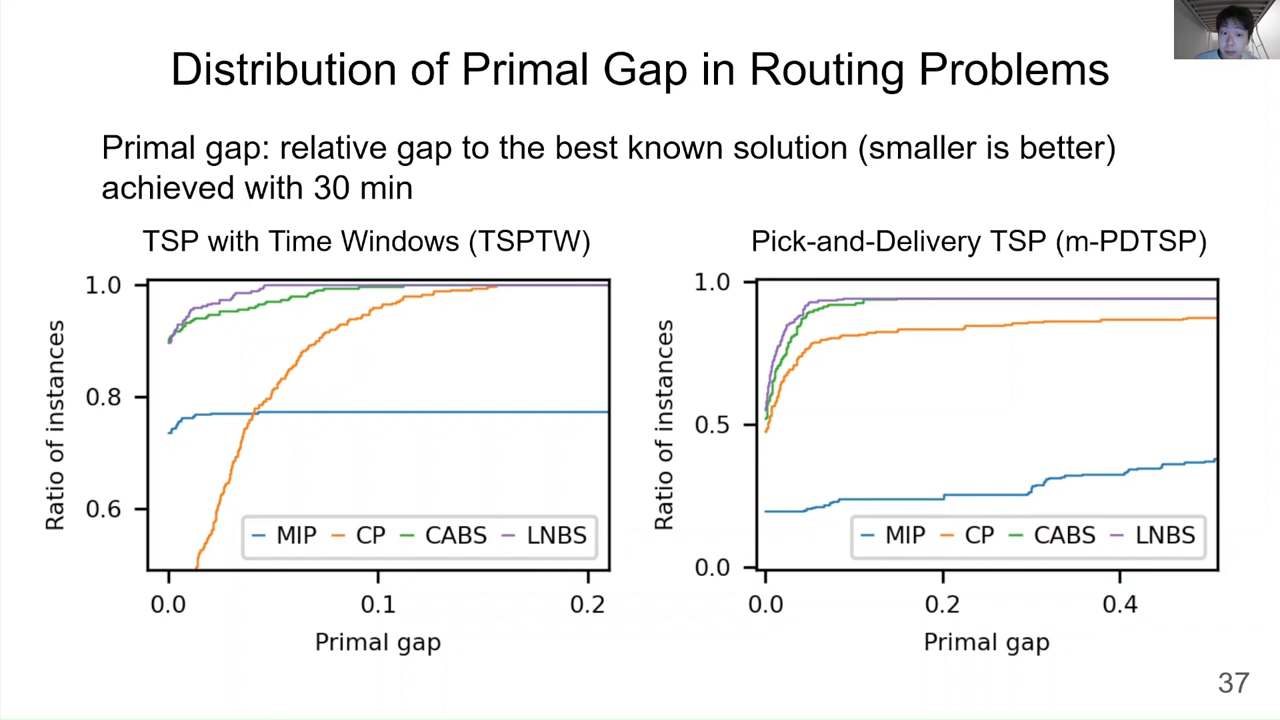 Distribution of Primal Gap in Routing Problems
Primal gap: relative gap to the best known solution (smaller is better)
achieved with 30 min
TSP with Time Windows (TSPTW)
1.0
0.8
0.6
Ratio of instances
MIP CP CABS LNBS
0.0 0.1 0.2
Primal gap
Pick-and-Delivery TSP (m-PDTSP)
1.0
0.5
0.0
Ratio of instances
MIP CP CABS LNBS
0.0 0.2 0.4
Primal gap
37